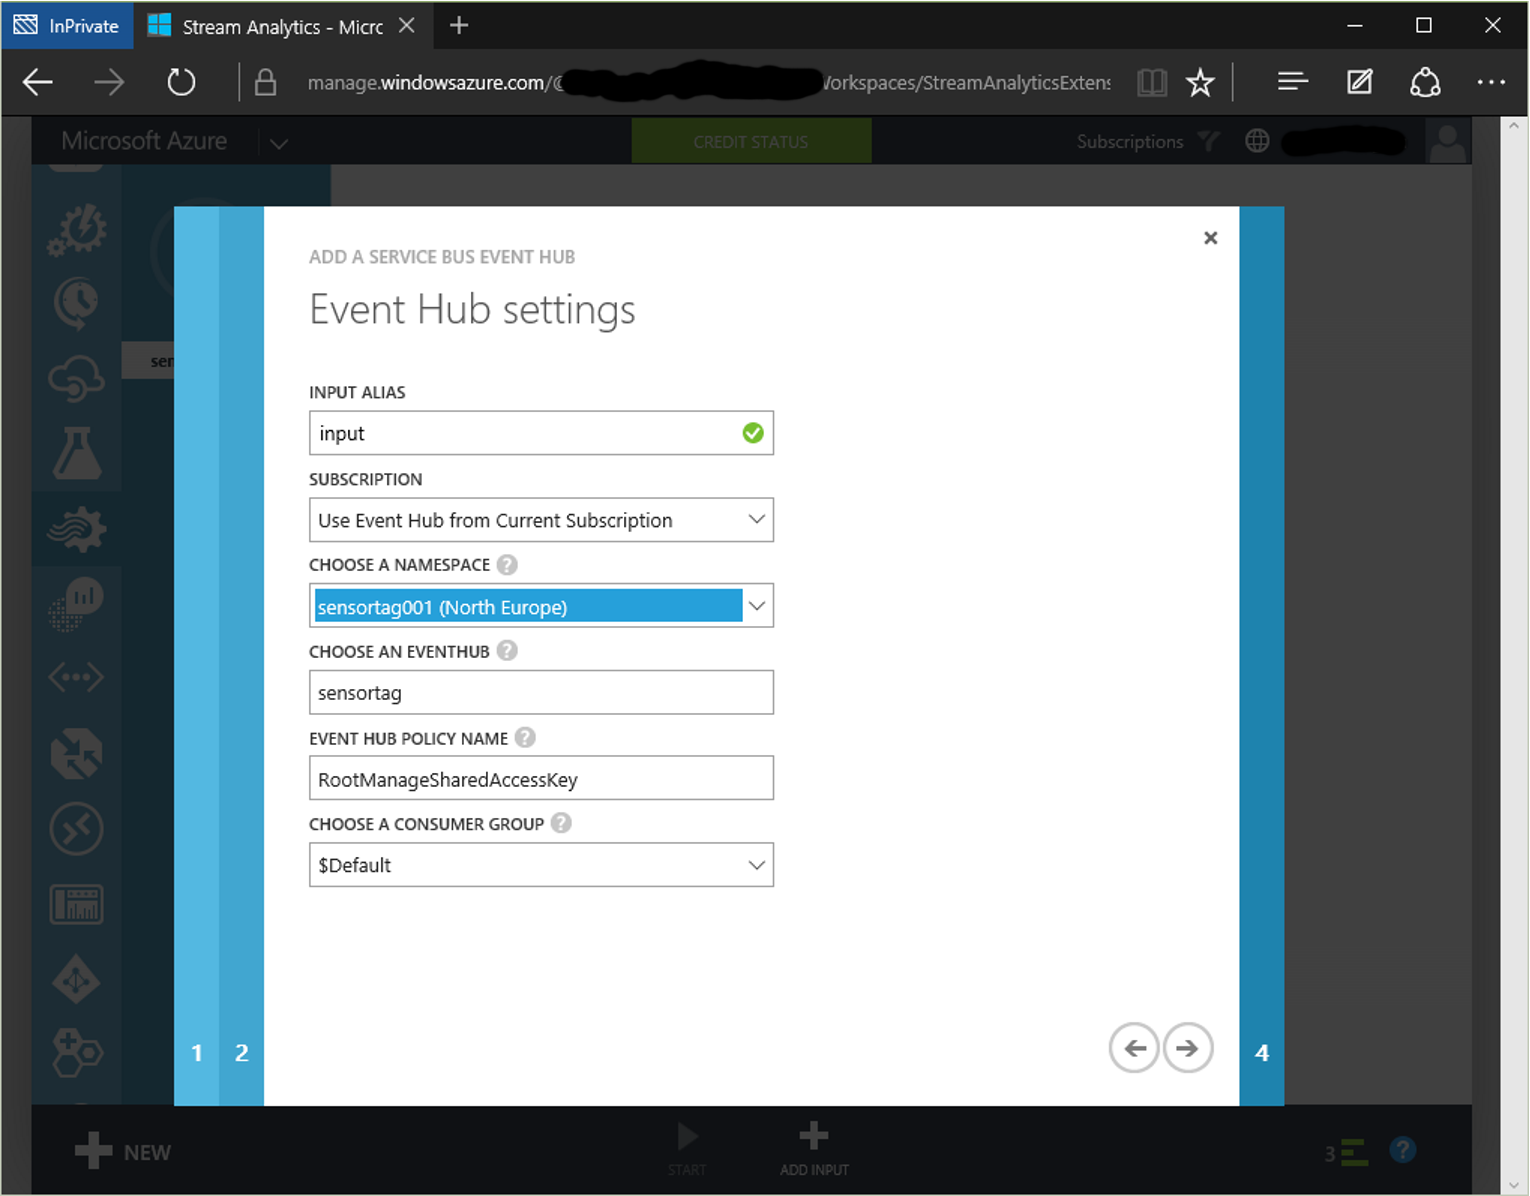 InPrivate
Stream Analytics - Micrc
manage.windowsazure.com/@
orkspaces/StreamAnalyticsExtens
Microsoft Azure
CREDIT STATUS
Subscriptions
ADD A SERVICE BUS EVENT HUB
Event Hub settings
INPUT ALIAS
input
SUBSCRIPTION
Use Event Hub from Current Subscription
CHOOSE A NAMESPACE ?
sensortag001 (North Europe)
CHOOSE AN EVENTHUB ?
sensortag
EVENT HUB POLICY NAME ?
RootManageSharedAccessKey
CHOOSE A CONSUMER GROUP ?
$Default
sen
1
2
4
NEW
START
ADD INPUT
3
?